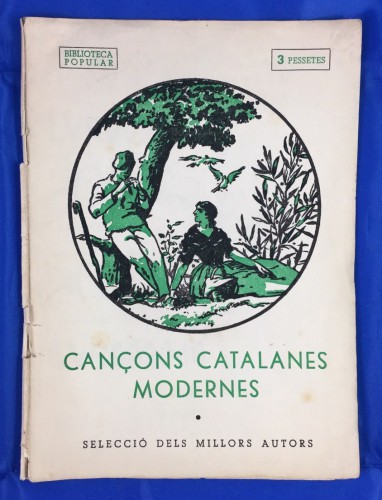 BIBLIOTECA
POPULAR
3 PESSETES
CANÇONS CATALANES
MODERNES
•
SELECCIÓ DELS MILLORS AUTORS